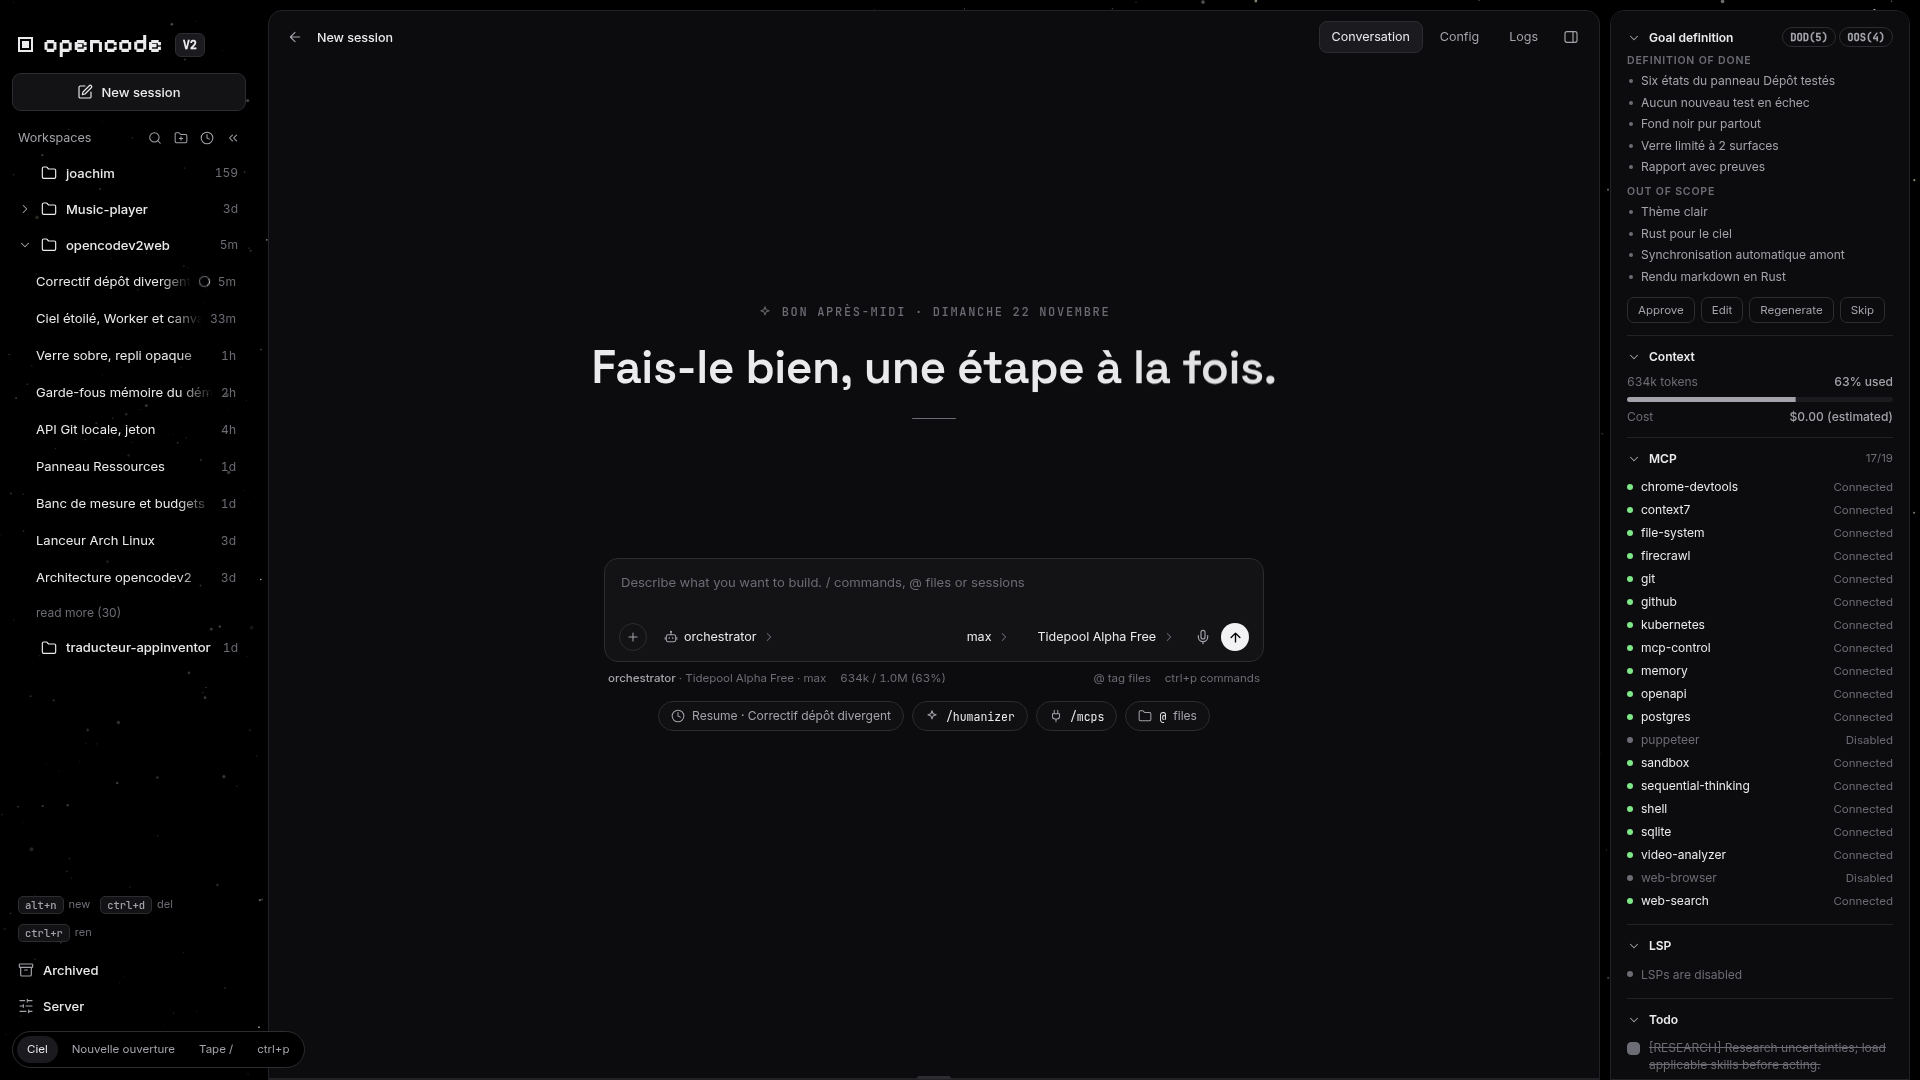 opencode V2
New session
Workspaces
joachim 159
Music-player 3d
opencodev2web 5m
Correctif dépôt divergent 5m
Ciel étoilé, Worker et canv 33m
Verre sobre, repli opaque 1h
Garde-fous mémoire du dém 2h
API Git locale, jeton 4h
Panneau Ressources 1d
Banc de mesure et budgets 1d
Lanceur Arch Linux 3d
Architecture opencodev2 3d
read more (30)
traducteur-appinventor 1d
alt+n new ctrl+d del
ctrl+r ren
Archived
Server
Ciel Nouvelle ouverture Tape / ctrl+p
New session
Conversation Config Logs
BON APRÈS-MIDI · DIMANCHE 22 NOVEMBRE
Fais-le bien, une étape à la fois.
Describe what you want to build. / commands, @ files or sessions
orchestrator max Tidepool Alpha Free
orchestrator · Tidepool Alpha Free · max 634k / 1.0M (63%) @ tag files ctrl+p commands
Resume · Correctif dépôt divergent /humanizer /mcps @ files
Goal definition DOD(5) OOS(4)
DEFINITION OF DONE
Six états du panneau Dépôt testés
Aucun nouveau test en échec
Fond noir pur partout
Verre limité à 2 surfaces
Rapport avec preuves
OUT OF SCOPE
Thème clair
Rust pour le ciel
Synchronisation automatique amont
Rendu markdown en Rust
Approve Edit Regenerate Skip
Context
634k tokens 63% used
Cost $0.00 (estimated)
MCP 17/19
chrome-devtools Connected
context7 Connected
file-system Connected
firecrawl Connected
git Connected
github Connected
kubernetes Connected
mcp-control Connected
memory Connected
openapi Connected
postgres Connected
puppeteer Disabled
sandbox Connected
sequential-thinking Connected
shell Connected
sqlite Connected
video-analyzer Connected
web-browser Disabled
web-search Connected
LSP
LSPs are disabled
Todo
[RESEARCH] Research uncertainties; load
applicable skills before acting.